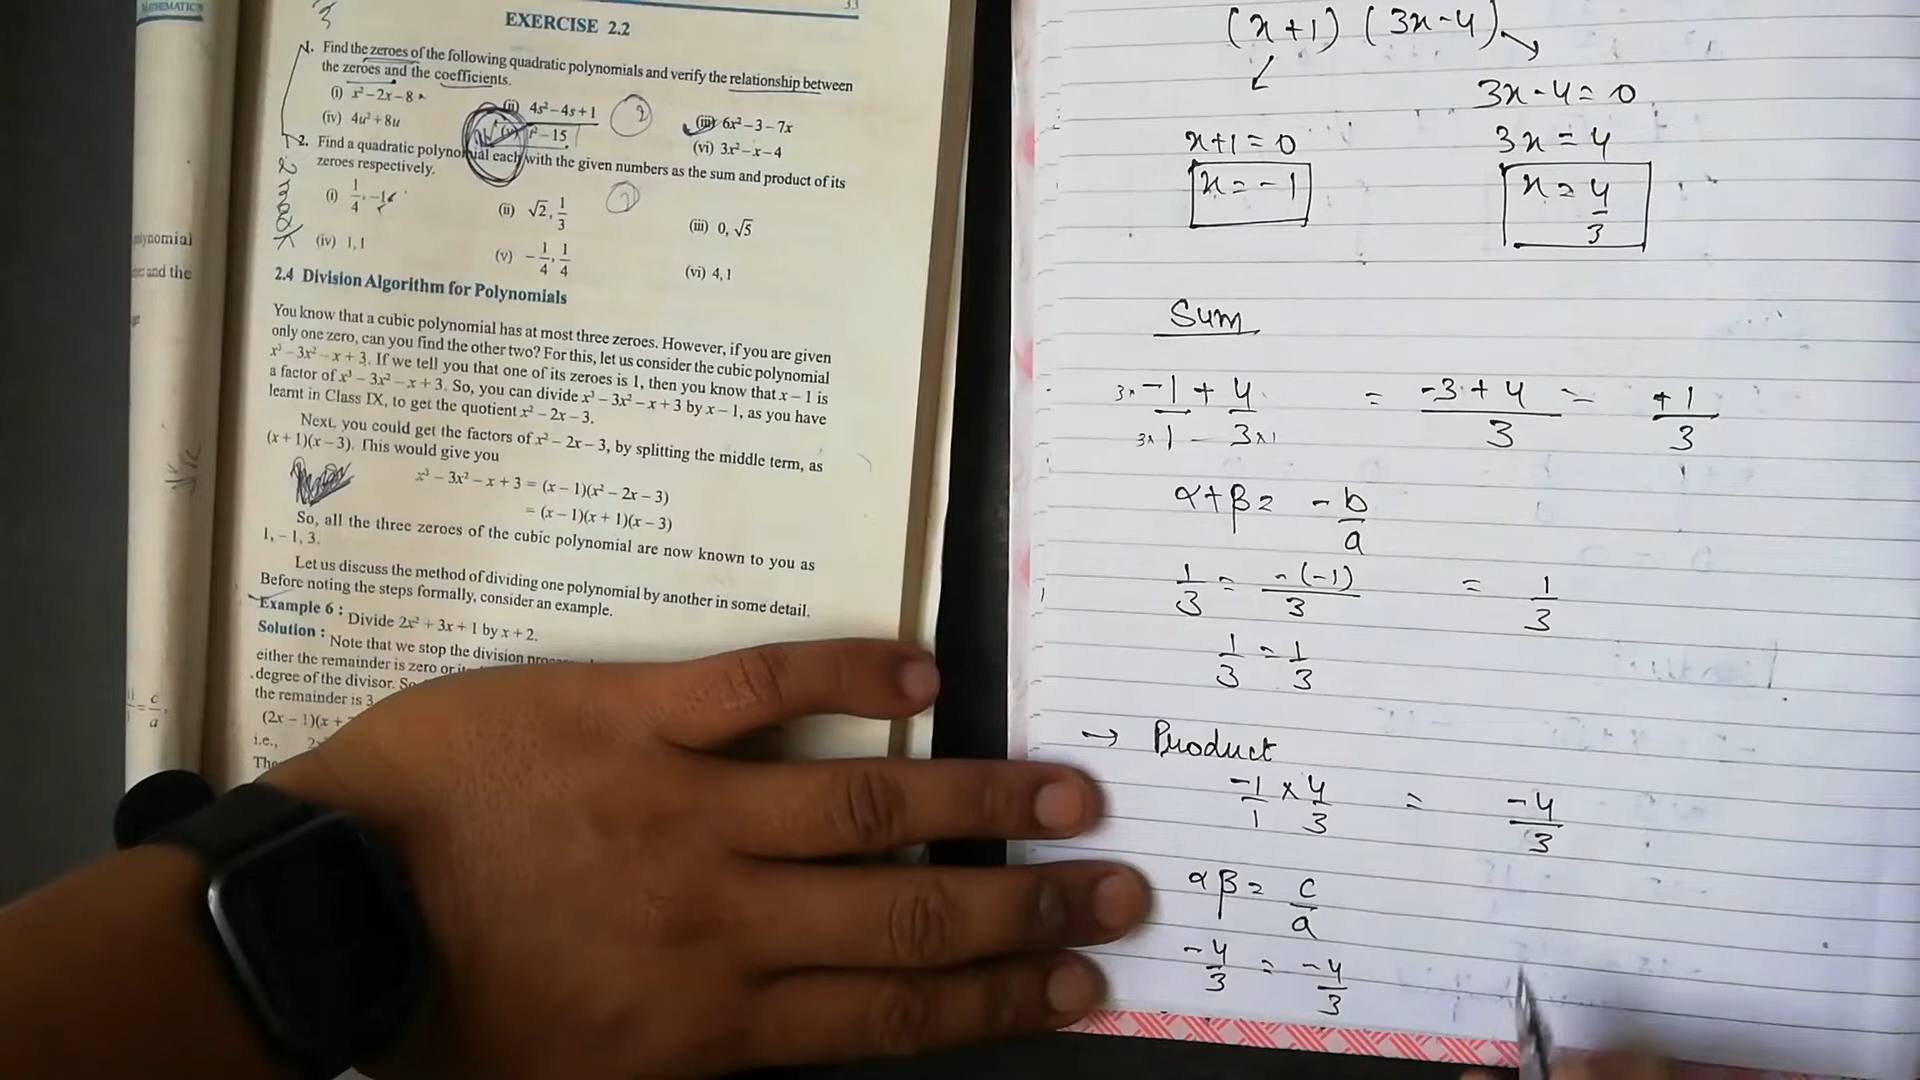 MATHEMATICS
33
3
EXERCISE 2.2
1. Find the zeroes of the following quadratic polynomials and verify the relationship between
the zeroes and the coefficients.
(i) x² – 2x – 8
(ii) 4s² – 4s + 1
2
(iii) 6x² – 3 – 7x
(iv) 4u² + 8u
(v) t² – 15
(vi) 3x² – x – 4
2. Find a quadratic polynomial each with the given numbers as the sum and product of its
zeroes respectively.
(i) 1/4, –1
(ii) √2, 1/3
(iii) 0, √5
(iv) 1, 1
(v) –1/4, 1/4
(vi) 4, 1
2.4 Division Algorithm for Polynomials
You know that a cubic polynomial has at most three zeroes. However, if you are given
only one zero, can you find the other two? For this, let us consider the cubic polynomial
x³ – 3x² – x + 3. If we tell you that one of its zeroes is 1, then you know that x – 1 is
a factor of x³ – 3x² – x + 3. So, you can divide x³ – 3x² – x + 3 by x – 1, as you have
learnt in Class IX, to get the quotient x² – 2x – 3.
Next, you could get the factors of x² – 2x – 3, by splitting the middle term, as
(x + 1)(x – 3). This would give you
x³ – 3x² – x + 3 = (x – 1)(x² – 2x – 3)
= (x – 1)(x + 1)(x – 3)
So, all the three zeroes of the cubic polynomial are now known to you as
1, – 1, 3.
Let us discuss the method of dividing one polynomial by another in some detail.
Before noting the steps formally, consider an example.
Example 6 : Divide 2x² + 3x + 1 by x + 2.
Solution : Note that we stop the division
either the remainder is zero or
degree of the divisor.
the remainder is 3
(2x – 1)(x +
i.e.,
and the
= c/a
(x+1) (3x-4)
3x-4=0
x+1=0
3x=4
x=-1
x=4/3
Sum
3x -1/1 3x + 4/3 x1 = -3+4/3 = +1/3
α+β= -b/a
1/3 = -(-1)/3 = 1/3
1/3 = 1/3
→ Product
-1/1 × 4/3 = -4/3
αβ= c/a
-4/3 = -4/3